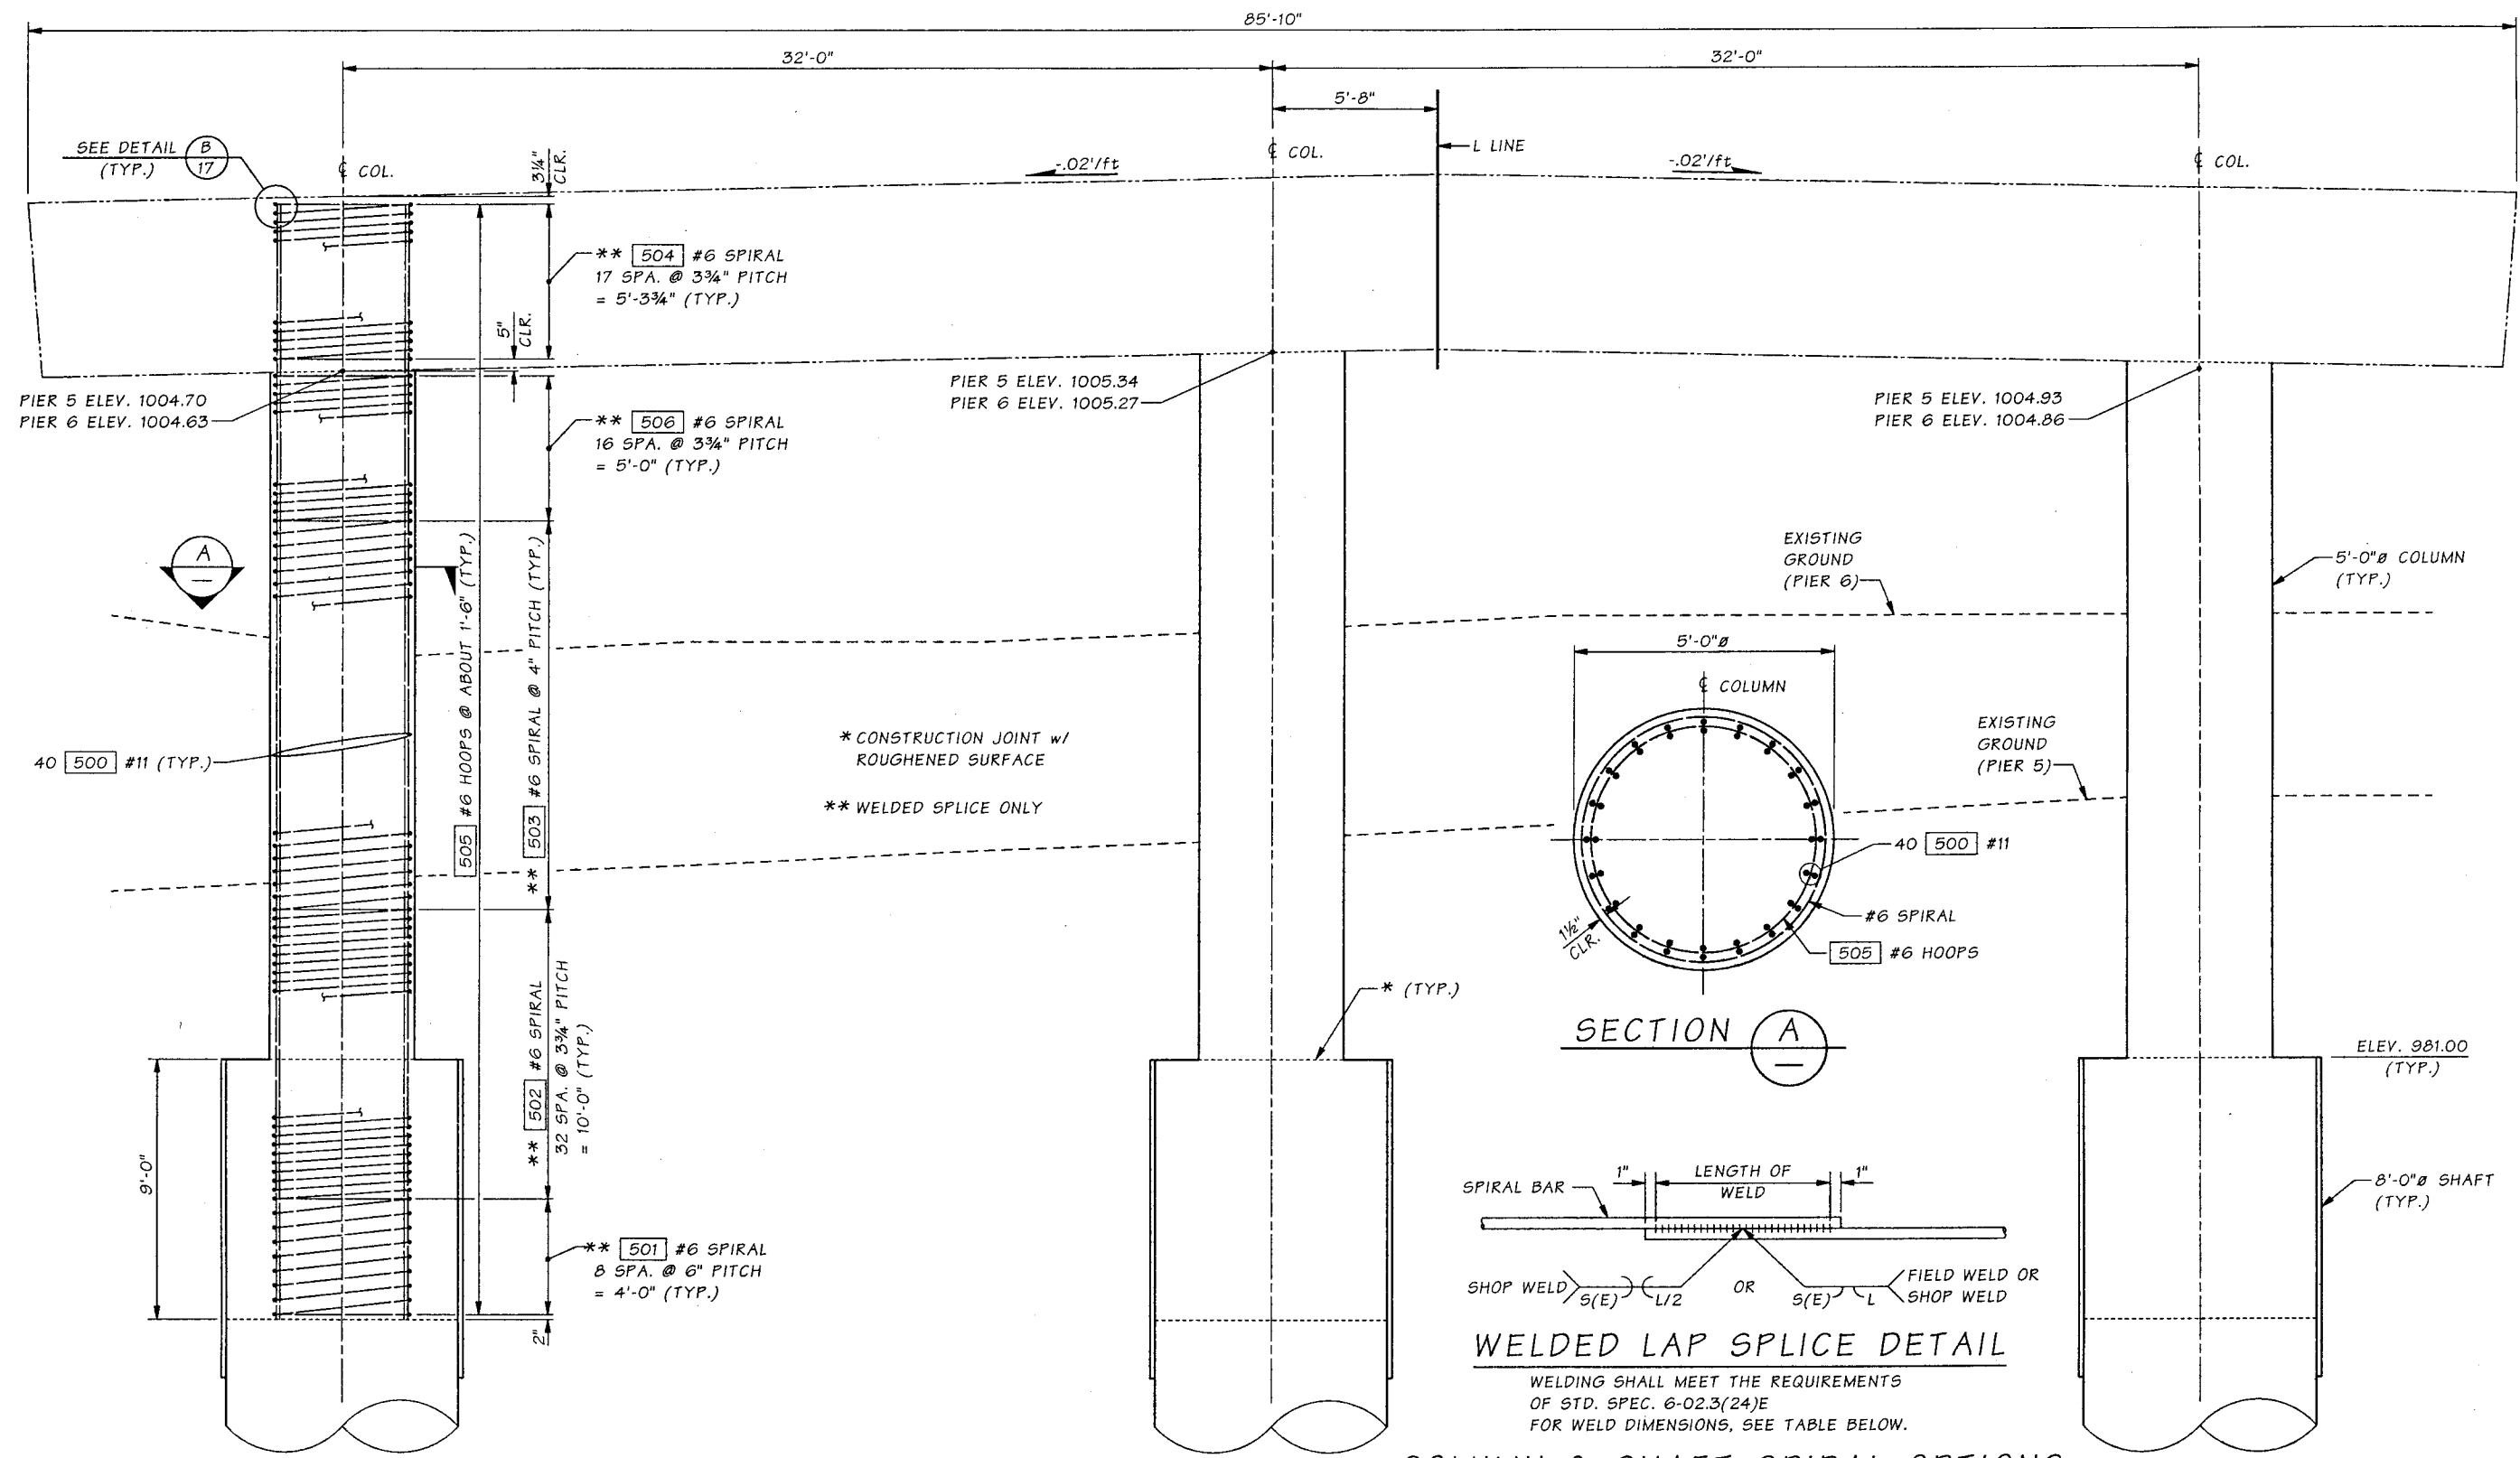 85'-10"
32'-0"
32'-0"
5'-8"
SEE DETAIL
(TYP.)
B
17
℄ COL.
3¼"
CLR.
-.02'/ft
℄ COL.
L LINE
-.02'/ft
℄ COL.
** 504 #6 SPIRAL
17 SPA. @ 3¾" PITCH
= 5'-3¾" (TYP.)
5"
CLR.
PIER 5 ELEV. 1004.70
PIER 6 ELEV. 1004.63
PIER 5 ELEV. 1005.34
PIER 6 ELEV. 1005.27
PIER 5 ELEV. 1004.93
PIER 6 ELEV. 1004.86
** 506 #6 SPIRAL
16 SPA. @ 3¾" PITCH
= 5'-0" (TYP.)
A
505 #6 HOOPS @ ABOUT 1'-6" (TYP.)
** 503 #6 SPIRAL @ 4" PITCH (TYP.)
EXISTING
GROUND
(PIER 6)
5'-0"ø COLUMN
(TYP.)
5'-0"ø
℄ COLUMN
EXISTING
GROUND
(PIER 5)
40 500 #11 (TYP.)
* CONSTRUCTION JOINT w/
ROUGHENED SURFACE
** WELDED SPLICE ONLY
40 500 #11
#6 SPIRAL
505 #6 HOOPS
1½"
CLR.
* (TYP.)
SECTION A
** 502 #6 SPIRAL
32 SPA. @ 3¾" PITCH
= 10'-0" (TYP.)
ELEV. 981.00
(TYP.)
9'-0"
** 501 #6 SPIRAL
8 SPA. @ 6" PITCH
= 4'-0" (TYP.)
2"
1"
LENGTH OF
WELD
1"
SPIRAL BAR
8'-0"ø SHAFT
(TYP.)
SHOP WELD
S(E)
L/2
OR
S(E)
L
FIELD WELD OR
SHOP WELD
WELDED LAP SPLICE DETAIL
WELDING SHALL MEET THE REQUIREMENTS
OF STD. SPEC. 6-02.3(24)E
FOR WELD DIMENSIONS, SEE TABLE BELOW.
COLUMN & SHAFT SPIRAL OPTIONS